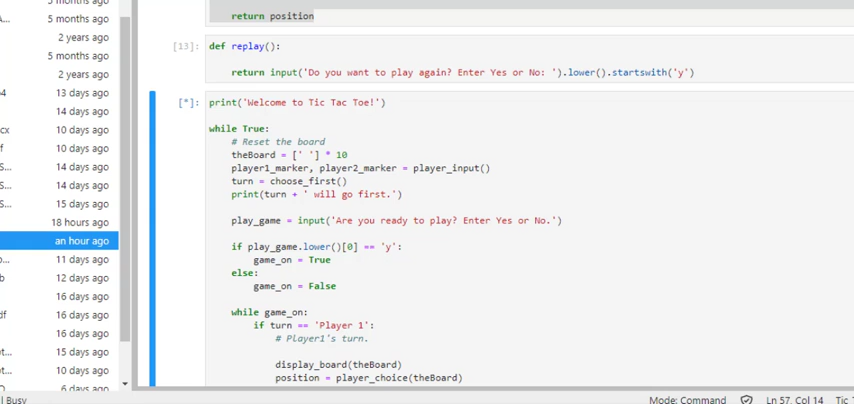 5 months ago
5 months ago
2 years ago
5 months ago
2 years ago
13 days ago
14 days ago
10 days ago
10 days ago
14 days ago
14 days ago
15 days ago
18 hours ago
an hour ago
11 days ago
12 days ago
16 days ago
16 days ago
16 days ago
15 days ago
10 days ago
6 days ago
return position
[13]: def replay():
return input('Do you want to play again? Enter Yes or No: ').lower().startswith('y')
[*]: print('Welcome to Tic Tac Toe!')
while True:
# Reset the board
theBoard = [' '] * 10
player1_marker, player2_marker = player_input()
turn = choose_first()
print(turn + ' will go first.')
play_game = input('Are you ready to play? Enter Yes or No.')
if play_game.lower()[0] == 'y':
game_on = True
else:
game_on = False
while game_on:
if turn == 'Player 1':
# Player1's turn.
display_board(theBoard)
position = player_choice(theBoard)
Busy
Mode: Command
Ln 57, Col 14
Tic